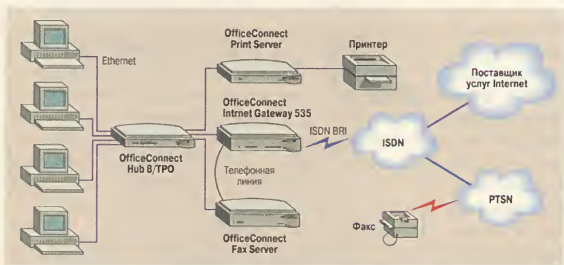 OfficeConnect
Print Server
Принтер
Ethernet
Поставщик
услуг Internet
OfficeConnect
Intrnet Gateway 535
ISDN BRI
ISDN
OfficeConnect
Hub 8/TPO
Телефонная
линия
PTSN
Факс
OfficeConnect
Fax Server